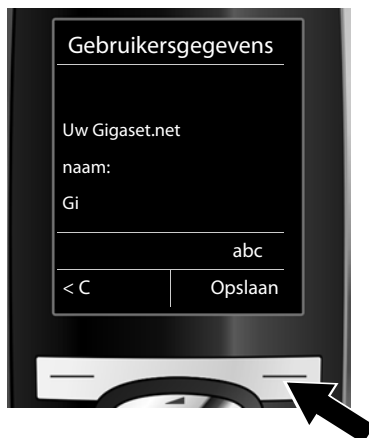 Gebruikersgegevens
Uw Gigaset.net
naam:
Gi
abc
< C Opslaan